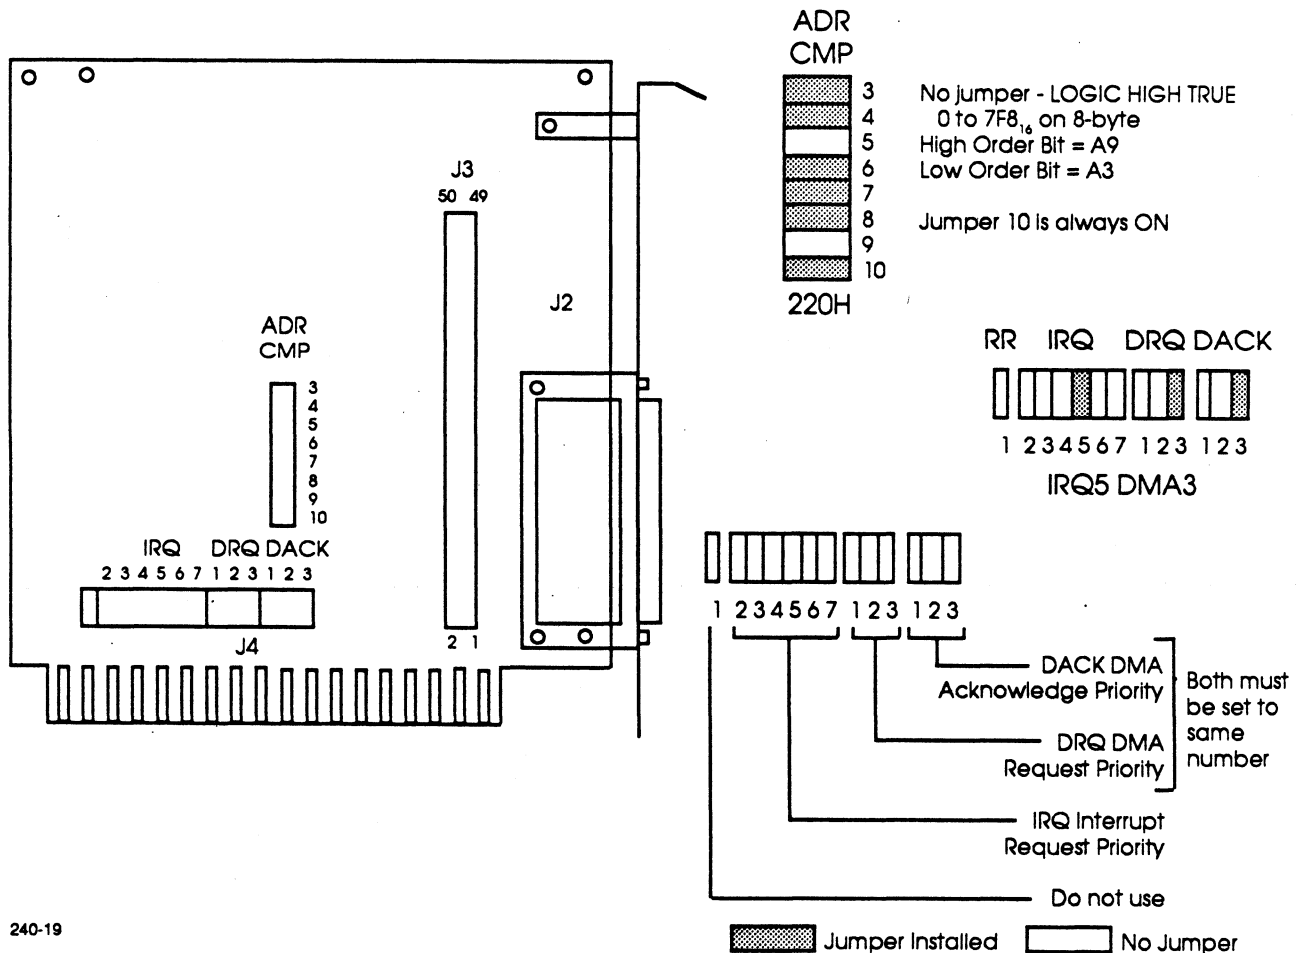 ADR
CMP
3
4
5
6
7
8
9
10
220H
No jumper - LOGIC HIGH TRUE
0 to 7F8₁₆ on 8-byte
High Order Bit = A9
Low Order Bit = A3
Jumper 10 is always ON
J3
50 49
J2
ADR
CMP
3
4
5
6
7
8
9
10
IRQ DRQ DACK
2 3 4 5 6 7 1 2 3 1 2 3
J4
2 1
RR IRQ DRQ DACK
1 2 3 4 5 6 7 1 2 3 1 2 3
IRQ5 DMA3
1 2 3 4 5 6 7 1 2 3 1 2 3
DACK DMA
Acknowledge Priority
DRQ DMA
Request Priority
Both must
be set to
same
number
IRQ Interrupt
Request Priority
Do not use
240-19
Jumper Installed
No Jumper